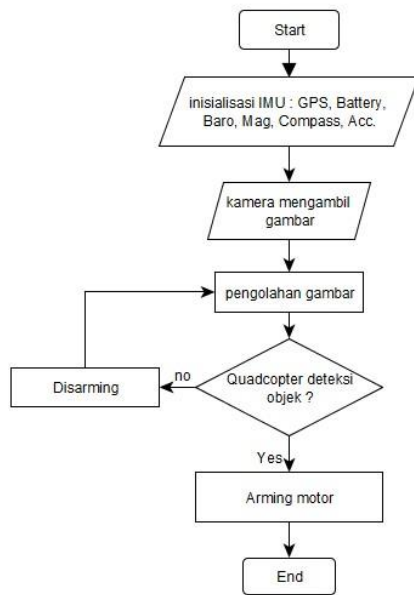 Start
inisialisasi IMU : GPS, Battery,
Baro, Mag, Compass, Acc.
kamera mengambil
gambar
pengolahan gambar
Quadcopter deteksi
objek ?
no
Disarming
Yes
Arming motor
End